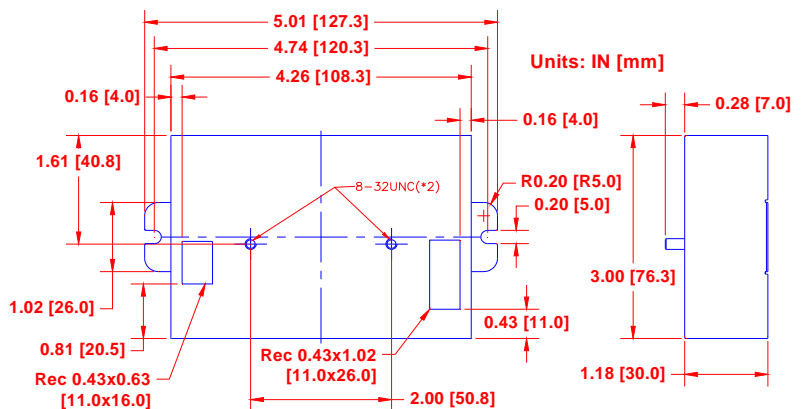 5.01 [127.3]
4.74 [120.3]
4.26 [108.3]
Units: IN [mm]
0.16 [4.0]
0.28 [7.0]
0.16 [4.0]
1.61 [40.8]
8-32UNC(*2)
R0.20 [R5.0]
0.20 [5.0]
3.00 [76.3]
1.02 [26.0]
0.43 [11.0]
0.81 [20.5]
Rec 0.43x1.02
[11.0x26.0]
1.18 [30.0]
Rec 0.43x0.63
[11.0x16.0]
2.00 [50.8]